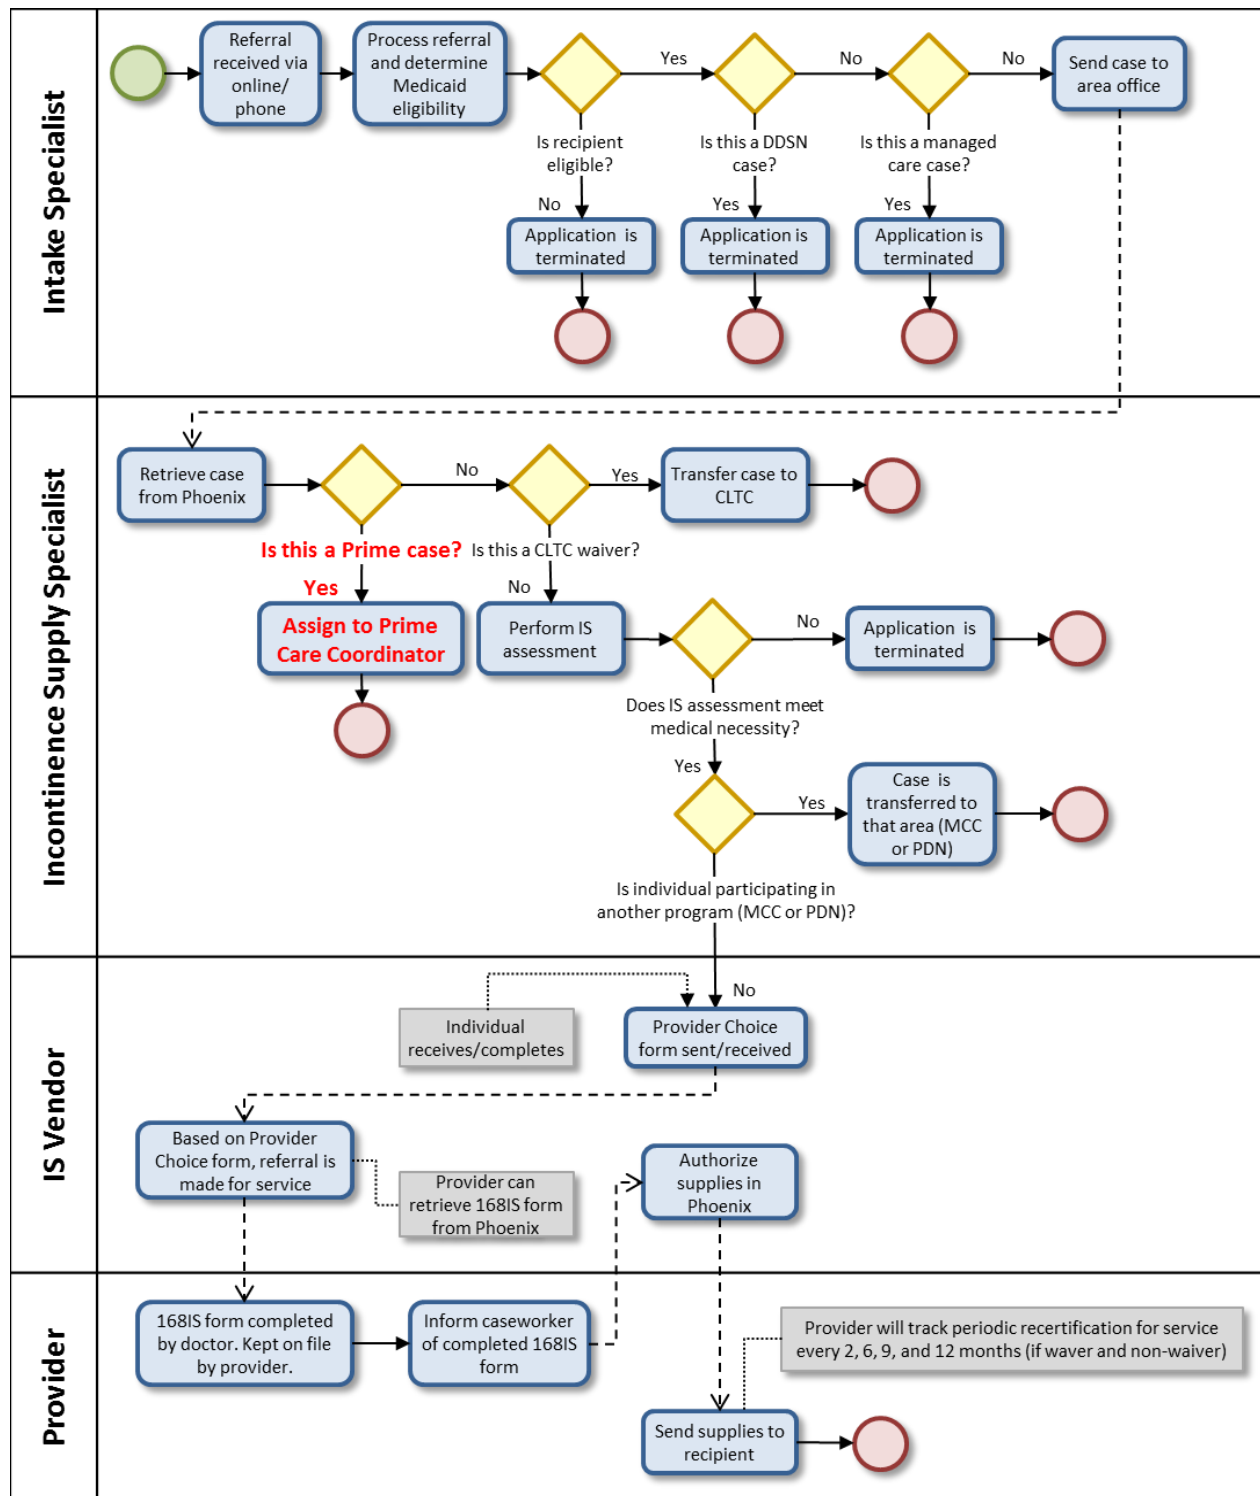 Intake Specialist
Referral
received via
online/
phone
Process referral
and determine
Medicaid
eligibility
Yes
No
No
Send case to
area office
Is recipient
eligible?
Is this a DDSN
case?
Is this a managed
care case?
No
Yes
Yes
Application is
terminated
Application is
terminated
Application is
terminated
Incontinence Supply Specialist
Retrieve case
from Phoenix
No
Yes
Transfer case to
CLTC
Is this a Prime case?
Is this a CLTC waiver?
Yes
No
Assign to Prime
Care Coordinator
Perform IS
assessment
No
Application is
terminated
Does IS assessment meet
medical necessity?
Yes
Yes
Case is
transferred to
that area (MCC
or PDN)
Is individual participating in
another program (MCC or PDN)?
IS Vendor
No
Individual
receives/completes
Provider Choice
form sent/received
Based on Provider
Choice form, referral is
made for service
Provider can
retrieve 168IS form
from Phoenix
Authorize
supplies in
Phoenix
Provider
168IS form completed
by doctor. Kept on file
by provider.
Inform caseworker
of completed 168IS
form
Provider will track periodic recertification for service
every 2, 6, 9, and 12 months (if waver and non-waiver)
Send supplies to
recipient